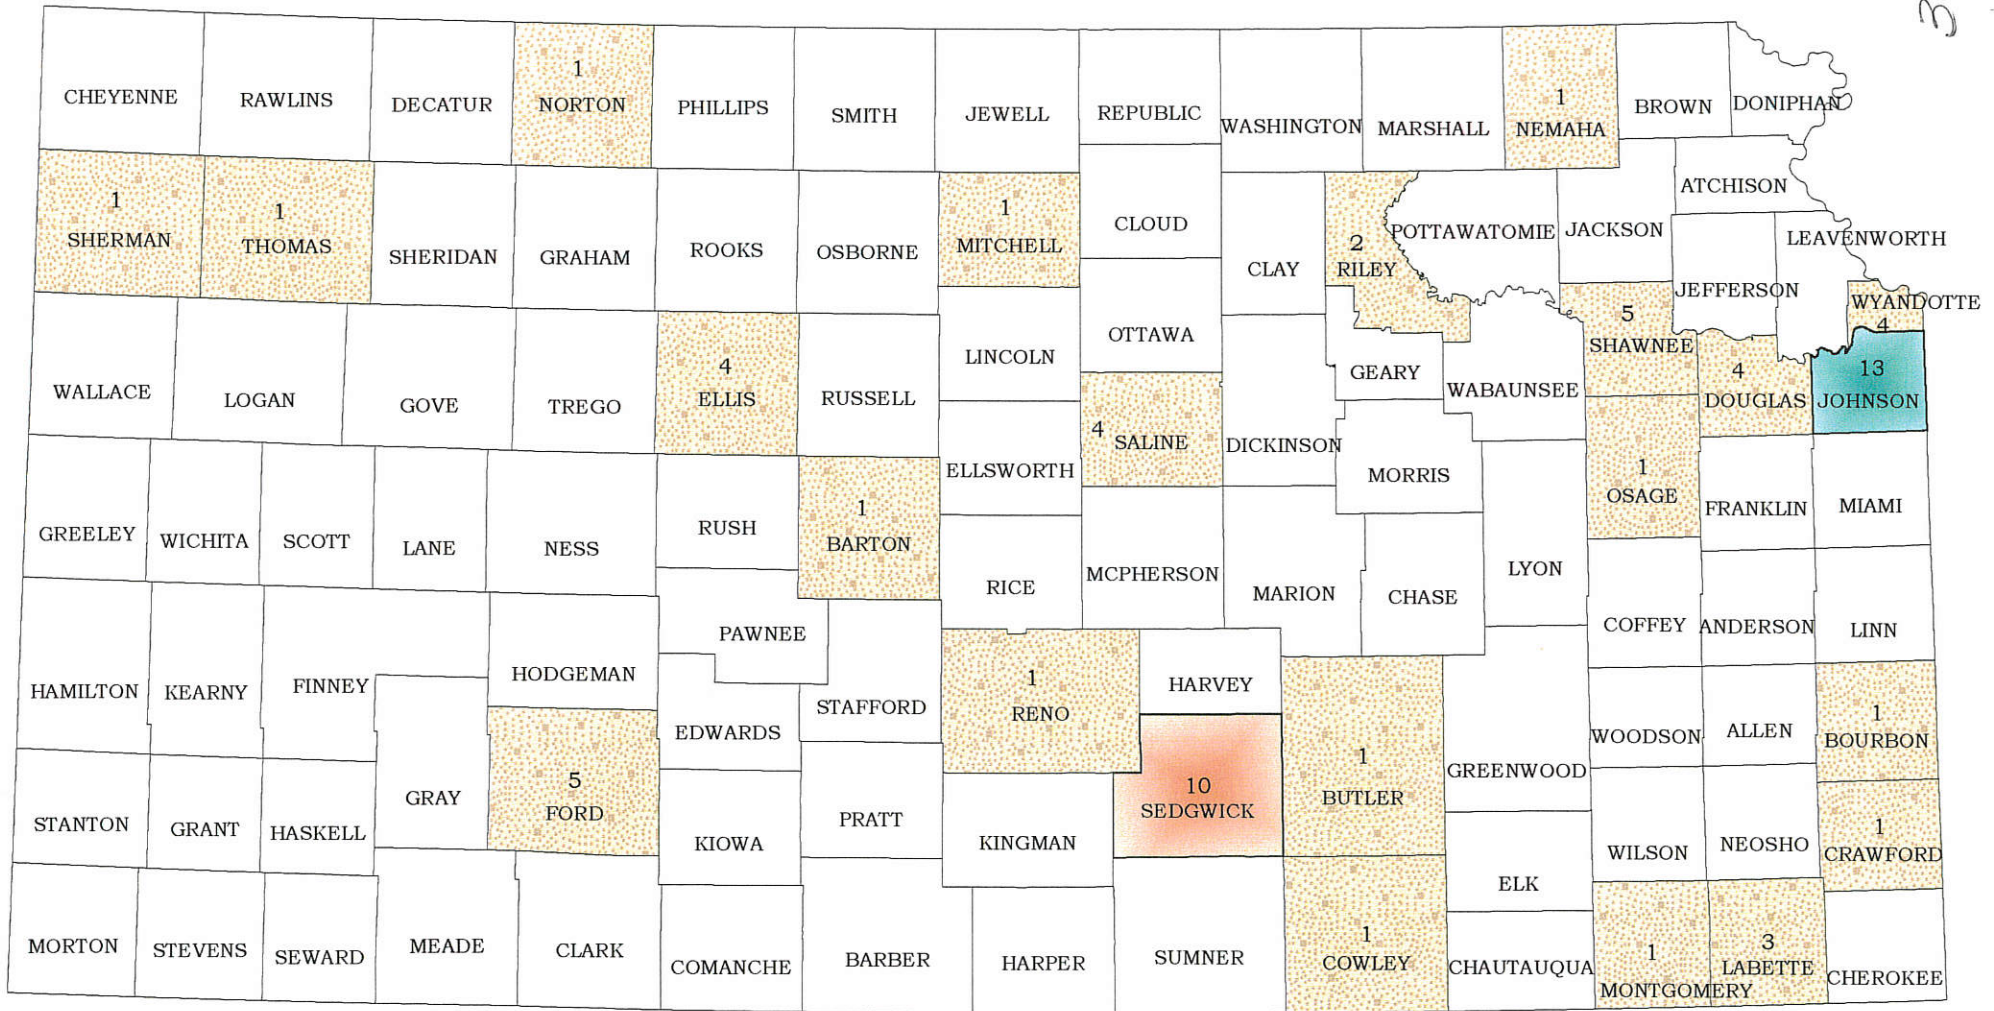 3
CHEYENNE
RAWLINS
DECATUR
1
NORTON
PHILLIPS
SMITH
JEWELL
REPUBLIC
WASHINGTON
MARSHALL
1
NEMAHA
BROWN
DONIPHAN
1
SHERMAN
1
THOMAS
SHERIDAN
GRAHAM
ROOKS
OSBORNE
1
MITCHELL
CLOUD
CLAY
2
RILEY
POTTAWATOMIE
JACKSON
ATCHISON
JEFFERSON
LEAVENWORTH
WYANDOTTE
4
WALLACE
LOGAN
GOVE
TREGO
4
ELLIS
RUSSELL
LINCOLN
OTTAWA
4 SALINE
DICKINSON
GEARY
WABAUNSEE
5
SHAWNEE
4
DOUGLAS
13
JOHNSON
GREELEY
WICHITA
SCOTT
LANE
NESS
RUSH
1
BARTON
ELLSWORTH
RICE
MCPHERSON
MARION
MORRIS
CHASE
LYON
1
OSAGE
FRANKLIN
MIAMI
HAMILTON
KEARNY
FINNEY
HODGEMAN
PAWNEE
EDWARDS
STAFFORD
1
RENO
HARVEY
COFFEY
ANDERSON
LINN
STANTON
GRANT
HASKELL
GRAY
5
FORD
KIOWA
PRATT
KINGMAN
10
SEDGWICK
1
BUTLER
GREENWOOD
WOODSON
ALLEN
1
BOURBON
WILSON
NEOSHO
1
CRAWFORD
MORTON
STEVENS
SEWARD
MEADE
CLARK
COMANCHE
BARBER
HARPER
SUMNER
1
COWLEY
ELK
CHAUTAUQUA
1
MONTGOMERY
3
LABETTE
CHEROKEE